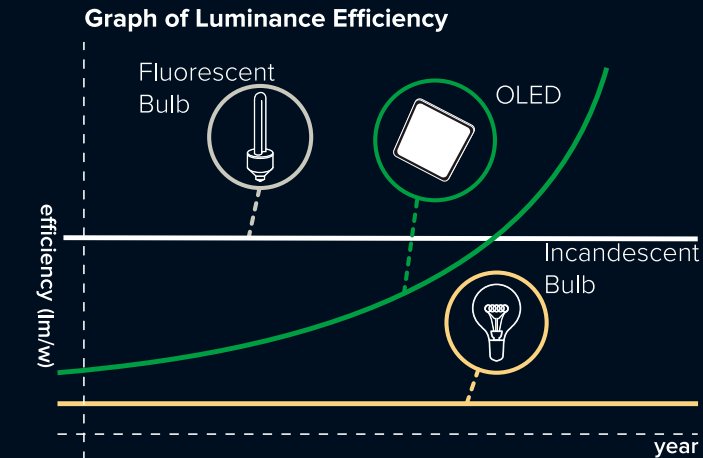 Graph of Luminance Efficiency
Fluorescent
Bulb
OLED
efficiency (lm/w)
Incandescent
Bulb
year